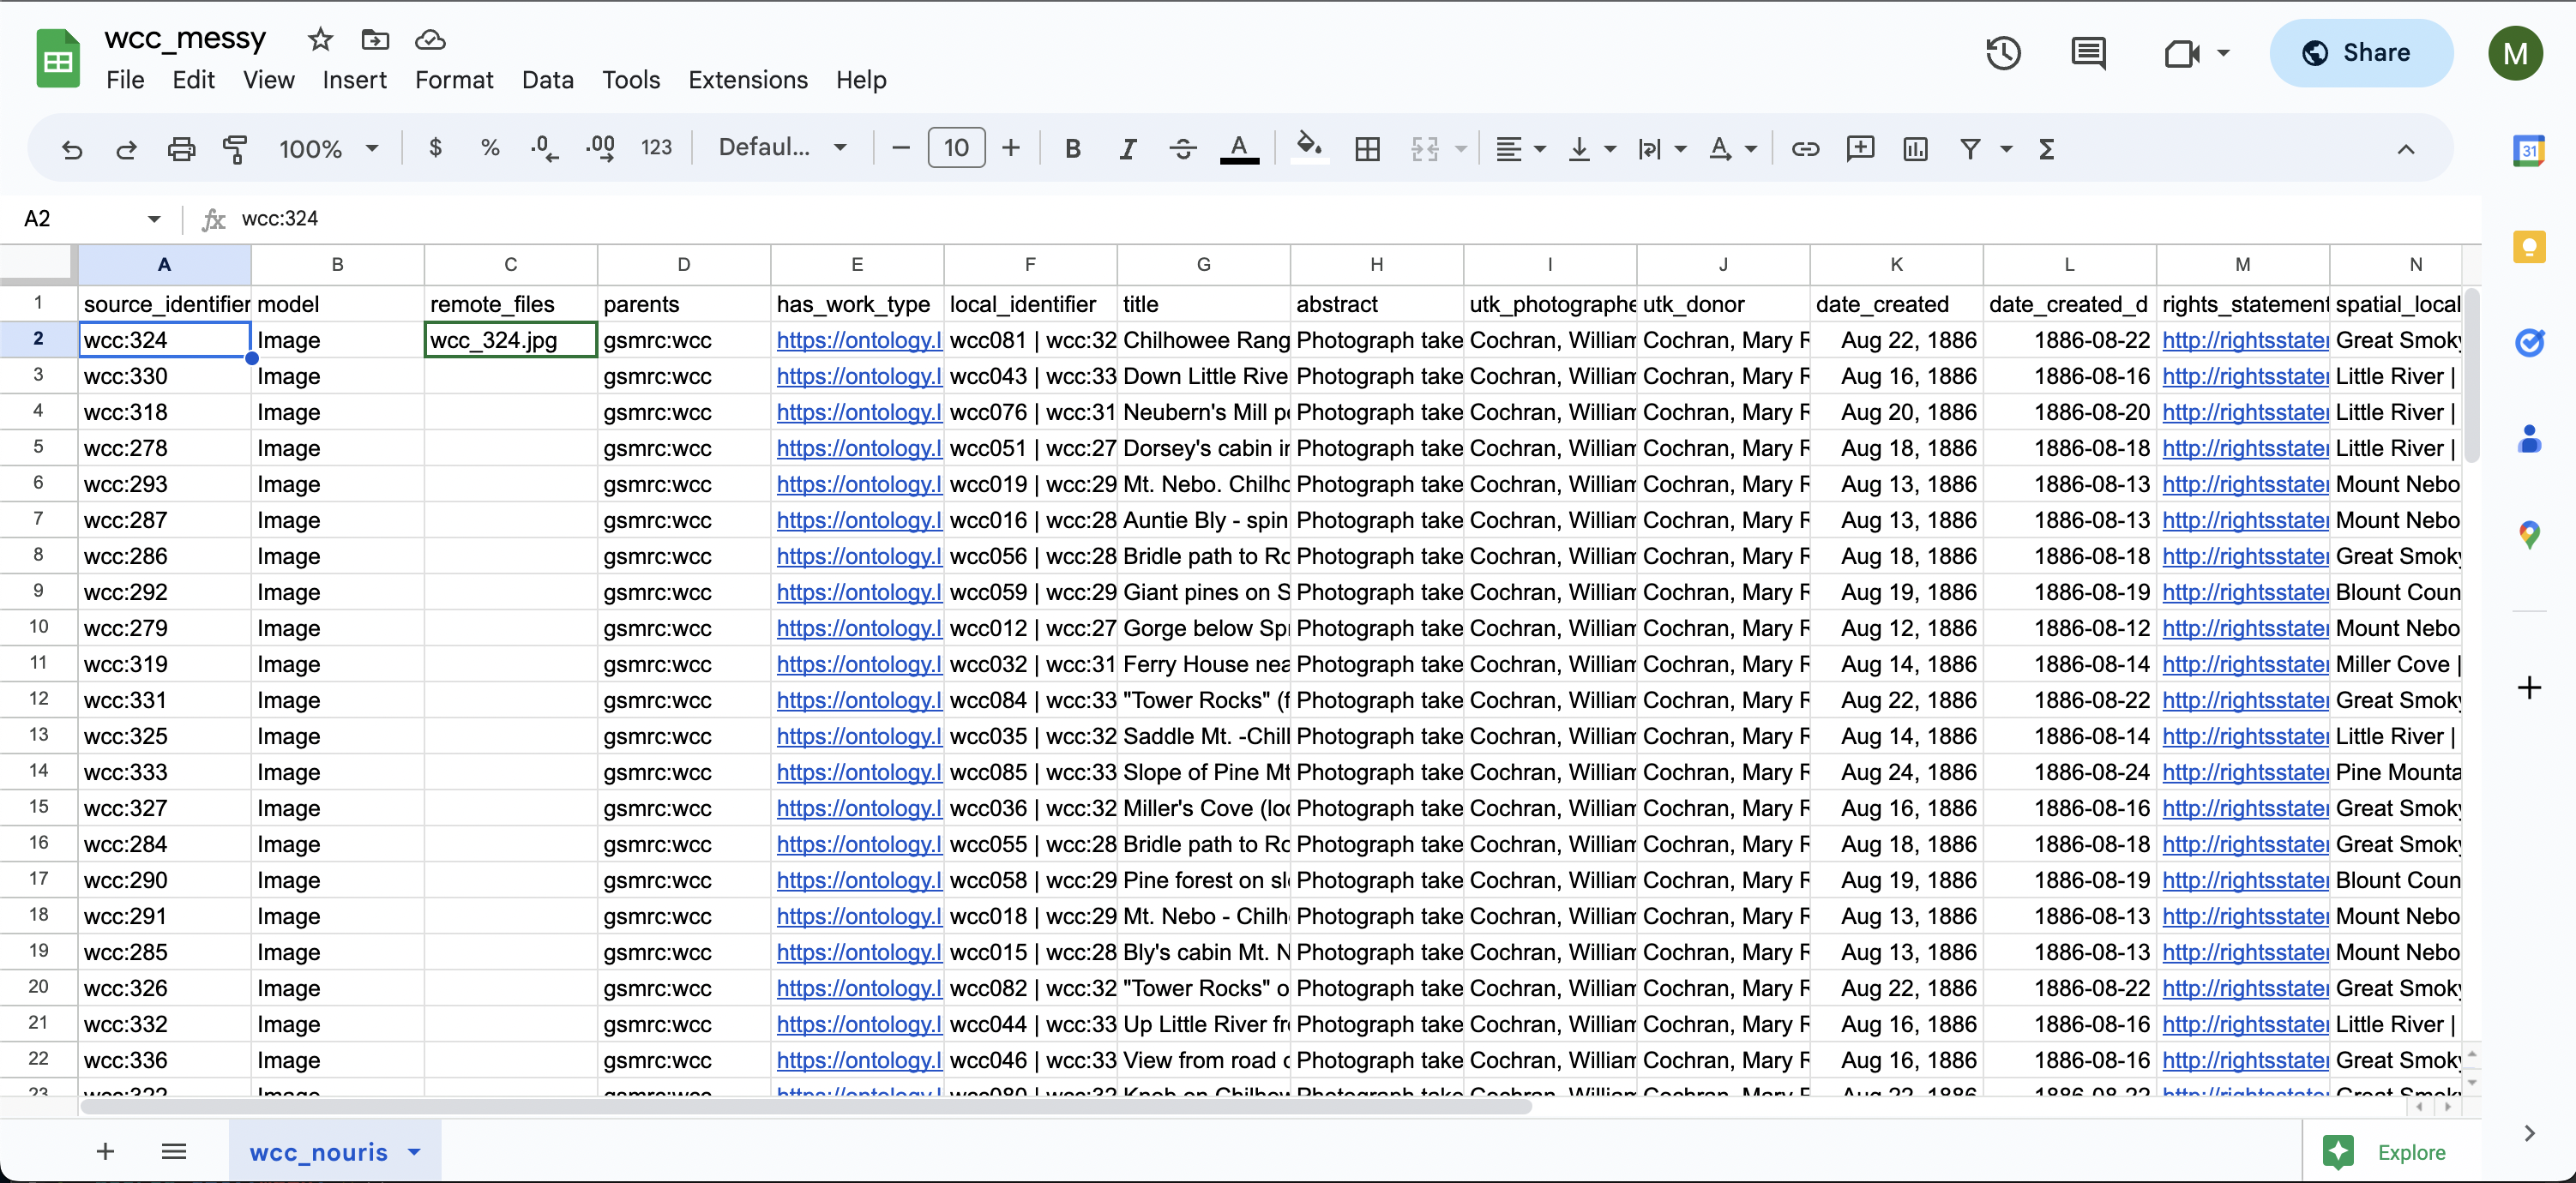 wcc_messy
File Edit View Insert Format Data Tools Extensions Help
Share
M
100% $ % .0 .00 123 Defaul... 10 B I A A
31
A2 fx wcc:324
A B C D E F G H I J K L M N
1 source_identifier model remote_files parents has_work_type local_identifier title abstract utk_photographe utk_donor date_created date_created_d rights_statement spatial_local
2 wcc:324 Image wcc_324.jpg gsmrc:wcc https://ontology.l wcc081 | wcc:32 Chilhowee Rang Photograph take Cochran, William Cochran, Mary R Aug 22, 1886 1886-08-22 http://rightsstate Great Smoky
3 wcc:330 Image gsmrc:wcc https://ontology.l wcc043 | wcc:33 Down Little Rive Photograph take Cochran, William Cochran, Mary R Aug 16, 1886 1886-08-16 http://rightsstate Little River |
4 wcc:318 Image gsmrc:wcc https://ontology.l wcc076 | wcc:31 Neubern's Mill po Photograph take Cochran, William Cochran, Mary R Aug 20, 1886 1886-08-20 http://rightsstate Little River |
5 wcc:278 Image gsmrc:wcc https://ontology.l wcc051 | wcc:27 Dorsey's cabin in Photograph take Cochran, William Cochran, Mary R Aug 18, 1886 1886-08-18 http://rightsstate Little River |
6 wcc:293 Image gsmrc:wcc https://ontology.l wcc019 | wcc:29 Mt. Nebo. Chilho Photograph take Cochran, William Cochran, Mary R Aug 13, 1886 1886-08-13 http://rightsstate Mount Nebo
7 wcc:287 Image gsmrc:wcc https://ontology.l wcc016 | wcc:28 Auntie Bly - spin Photograph take Cochran, William Cochran, Mary R Aug 13, 1886 1886-08-13 http://rightsstate Mount Nebo
8 wcc:286 Image gsmrc:wcc https://ontology.l wcc056 | wcc:28 Bridle path to Ro Photograph take Cochran, William Cochran, Mary R Aug 18, 1886 1886-08-18 http://rightsstate Great Smoky
9 wcc:292 Image gsmrc:wcc https://ontology.l wcc059 | wcc:29 Giant pines on S Photograph take Cochran, William Cochran, Mary R Aug 19, 1886 1886-08-19 http://rightsstate Blount Coun
10 wcc:279 Image gsmrc:wcc https://ontology.l wcc012 | wcc:27 Gorge below Spr Photograph take Cochran, William Cochran, Mary R Aug 12, 1886 1886-08-12 http://rightsstate Mount Nebo
11 wcc:319 Image gsmrc:wcc https://ontology.l wcc032 | wcc:31 Ferry House nea Photograph take Cochran, William Cochran, Mary R Aug 14, 1886 1886-08-14 http://rightsstate Miller Cove |
12 wcc:331 Image gsmrc:wcc https://ontology.l wcc084 | wcc:33 "Tower Rocks" (f Photograph take Cochran, William Cochran, Mary R Aug 22, 1886 1886-08-22 http://rightsstate Great Smoky
13 wcc:325 Image gsmrc:wcc https://ontology.l wcc035 | wcc:32 Saddle Mt. -Chill Photograph take Cochran, William Cochran, Mary R Aug 14, 1886 1886-08-14 http://rightsstate Little River |
14 wcc:333 Image gsmrc:wcc https://ontology.l wcc085 | wcc:33 Slope of Pine Mt Photograph take Cochran, William Cochran, Mary R Aug 24, 1886 1886-08-24 http://rightsstate Pine Mounta
15 wcc:327 Image gsmrc:wcc https://ontology.l wcc036 | wcc:32 Miller's Cove (loo Photograph take Cochran, William Cochran, Mary R Aug 16, 1886 1886-08-16 http://rightsstate Great Smoky
16 wcc:284 Image gsmrc:wcc https://ontology.l wcc055 | wcc:28 Bridle path to Ro Photograph take Cochran, William Cochran, Mary R Aug 18, 1886 1886-08-18 http://rightsstate Great Smoky
17 wcc:290 Image gsmrc:wcc https://ontology.l wcc058 | wcc:29 Pine forest on sl Photograph take Cochran, William Cochran, Mary R Aug 19, 1886 1886-08-19 http://rightsstate Blount Coun
18 wcc:291 Image gsmrc:wcc https://ontology.l wcc018 | wcc:29 Mt. Nebo - Chilh Photograph take Cochran, William Cochran, Mary R Aug 13, 1886 1886-08-13 http://rightsstate Mount Nebo
19 wcc:285 Image gsmrc:wcc https://ontology.l wcc015 | wcc:28 Bly's cabin Mt. N Photograph take Cochran, William Cochran, Mary R Aug 13, 1886 1886-08-13 http://rightsstate Mount Nebo
20 wcc:326 Image gsmrc:wcc https://ontology.l wcc082 | wcc:32 "Tower Rocks" o Photograph take Cochran, William Cochran, Mary R Aug 22, 1886 1886-08-22 http://rightsstate Great Smoky
21 wcc:332 Image gsmrc:wcc https://ontology.l wcc044 | wcc:33 Up Little River fr Photograph take Cochran, William Cochran, Mary R Aug 16, 1886 1886-08-16 http://rightsstate Little River |
22 wcc:336 Image gsmrc:wcc https://ontology.l wcc046 | wcc:33 View from road o Photograph take Cochran, William Cochran, Mary R Aug 16, 1886 1886-08-16 http://rightsstate Great Smoky
wcc_nouris
Explore